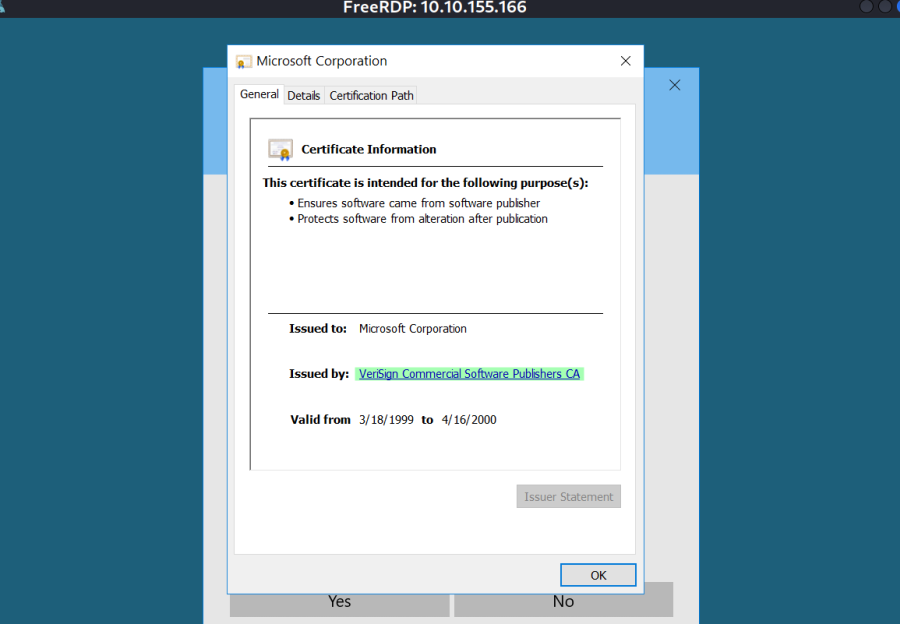 FreeRDP: 10.10.155.166
Microsoft Corporation
General Details Certification Path
Certificate Information
This certificate is intended for the following purpose(s):
• Ensures software came from software publisher
• Protects software from alteration after publication
Issued to: Microsoft Corporation
Issued by: VeriSign Commercial Software Publishers CA
Valid from 3/18/1999 to 4/16/2000
Issuer Statement
OK
Yes No